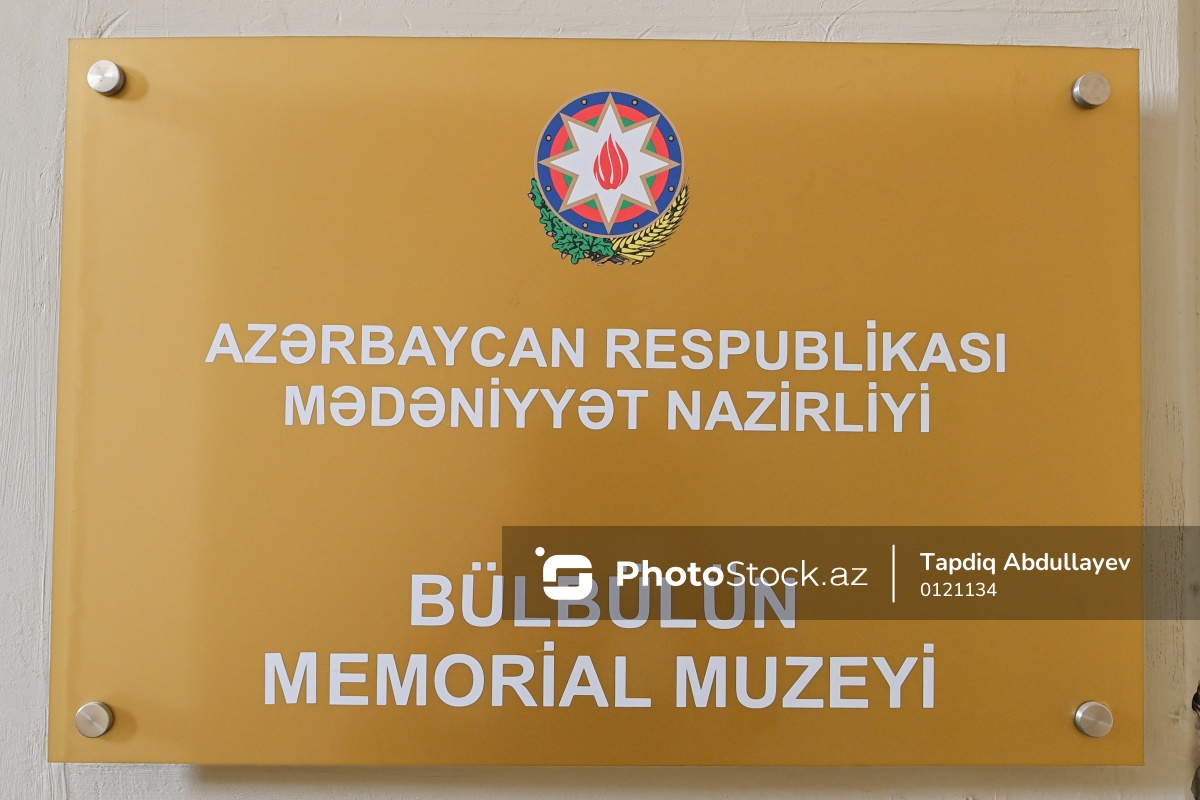 AZƏRBAYCAN RESPUBLİKASI
MƏDƏNİYYƏT NAZİRLİYİ
BÜLBÜLÜN
MEMORİAL MUZEYİ
PhotoStock.az
Tapdiq Abdullayev
0121134